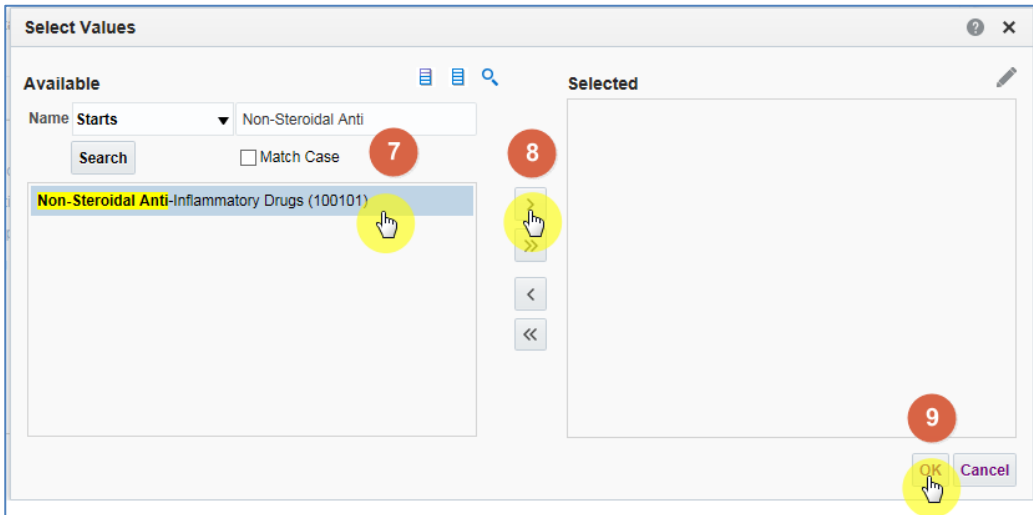 Select Values
Available
Selected
Name Starts Non-Steroidal Anti
Search Match Case
7
8
Non-Steroidal Anti-Inflammatory Drugs (100101)
9
OK Cancel